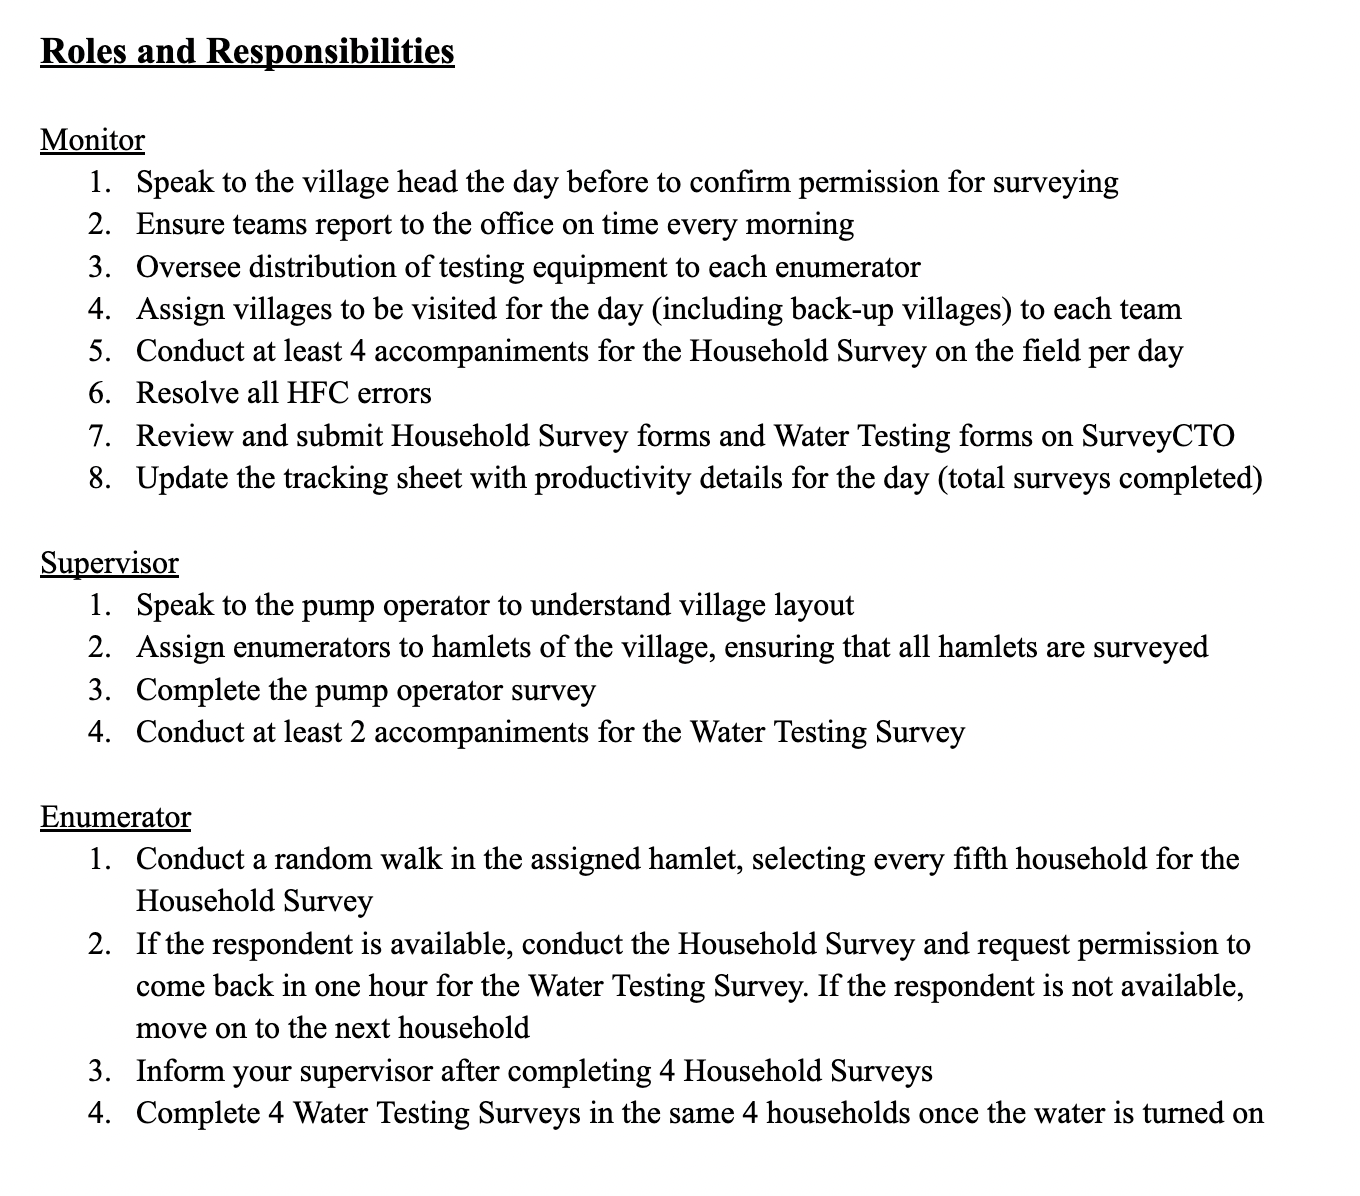 Roles and Responsibilities
Monitor
1. Speak to the village head the day before to confirm permission for surveying
2. Ensure teams report to the office on time every morning
3. Oversee distribution of testing equipment to each enumerator
4. Assign villages to be visited for the day (including back-up villages) to each team
5. Conduct at least 4 accompaniments for the Household Survey on the field per day
6. Resolve all HFC errors
7. Review and submit Household Survey forms and Water Testing forms on SurveyCTO
8. Update the tracking sheet with productivity details for the day (total surveys completed)
Supervisor
1. Speak to the pump operator to understand village layout
2. Assign enumerators to hamlets of the village, ensuring that all hamlets are surveyed
3. Complete the pump operator survey
4. Conduct at least 2 accompaniments for the Water Testing Survey
Enumerator
1. Conduct a random walk in the assigned hamlet, selecting every fifth household for the
Household Survey
2. If the respondent is available, conduct the Household Survey and request permission to
come back in one hour for the Water Testing Survey. If the respondent is not available,
move on to the next household
3. Inform your supervisor after completing 4 Household Surveys
4. Complete 4 Water Testing Surveys in the same 4 households once the water is turned on